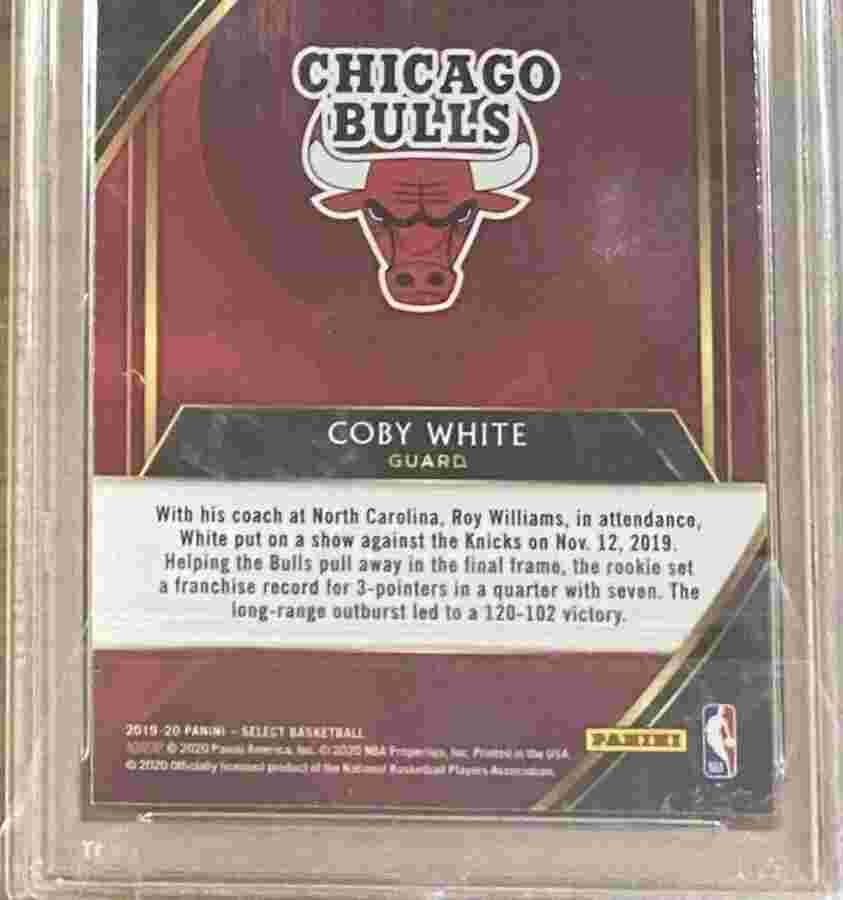 CHICAGO
BULLS
COBY WHITE
GUARD
With his coach at North Carolina, Roy Williams, in attendance,
White put on a show against the Knicks on Nov. 12, 2019.
Helping the Bulls pull away in the final frame, the rookie set
a franchise record for 3-pointers in a quarter with seven. The
long-range outburst led to a 120-102 victory.
2019-20 PANINI – SELECT BASKETBALL
© 2020 Panini America, Inc. © 2020 NBA Properties, Inc. Printed in the USA.
© 2020 Officially licensed product of the National Basketball Players Association.
PANINI
NBA